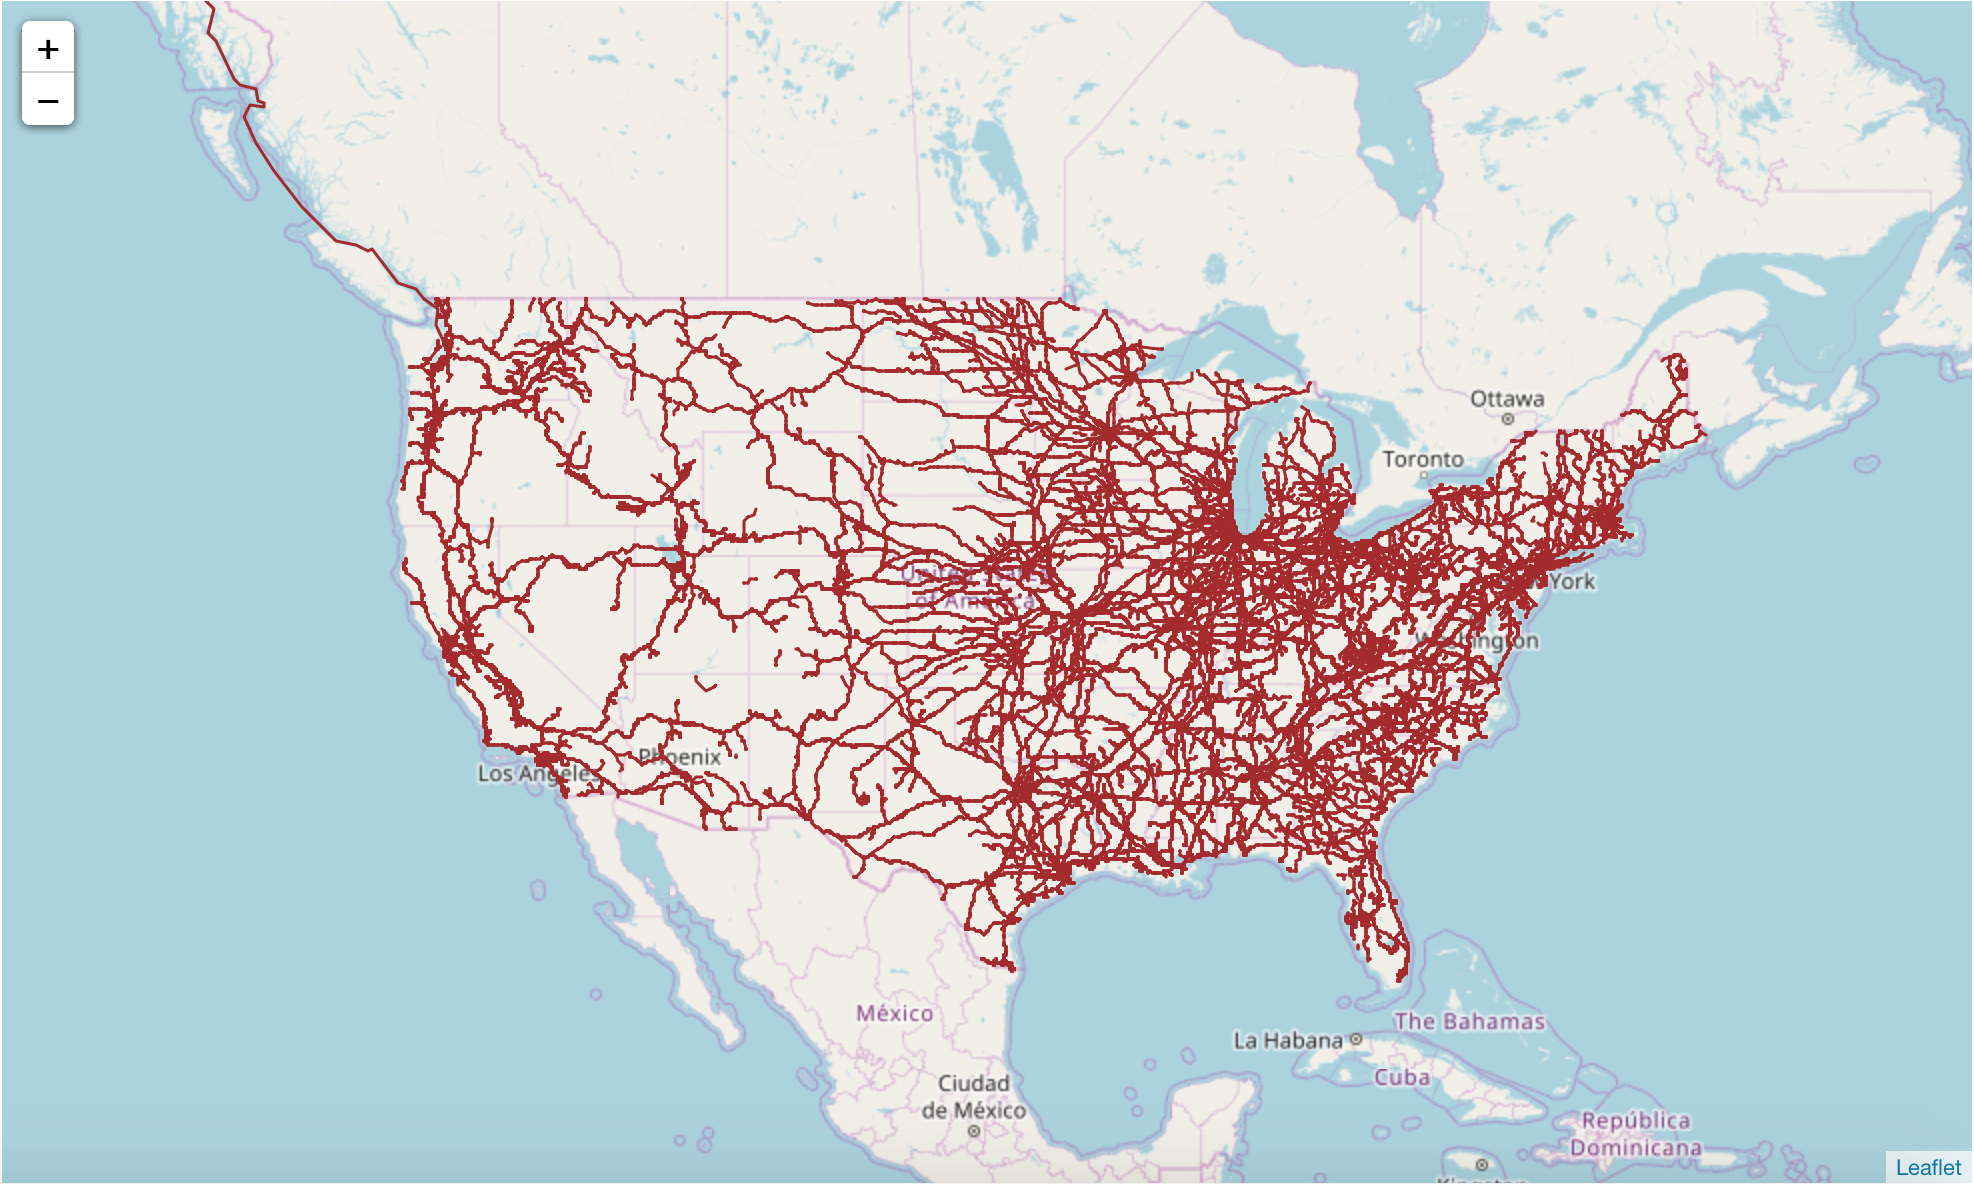 +
−
Ottawa
Toronto
United States
of America
York
Washington
Phoenix
Los Angeles
México
The Bahamas
La Habana
Cuba
Ciudad
de México
República
Dominicana
Leaflet